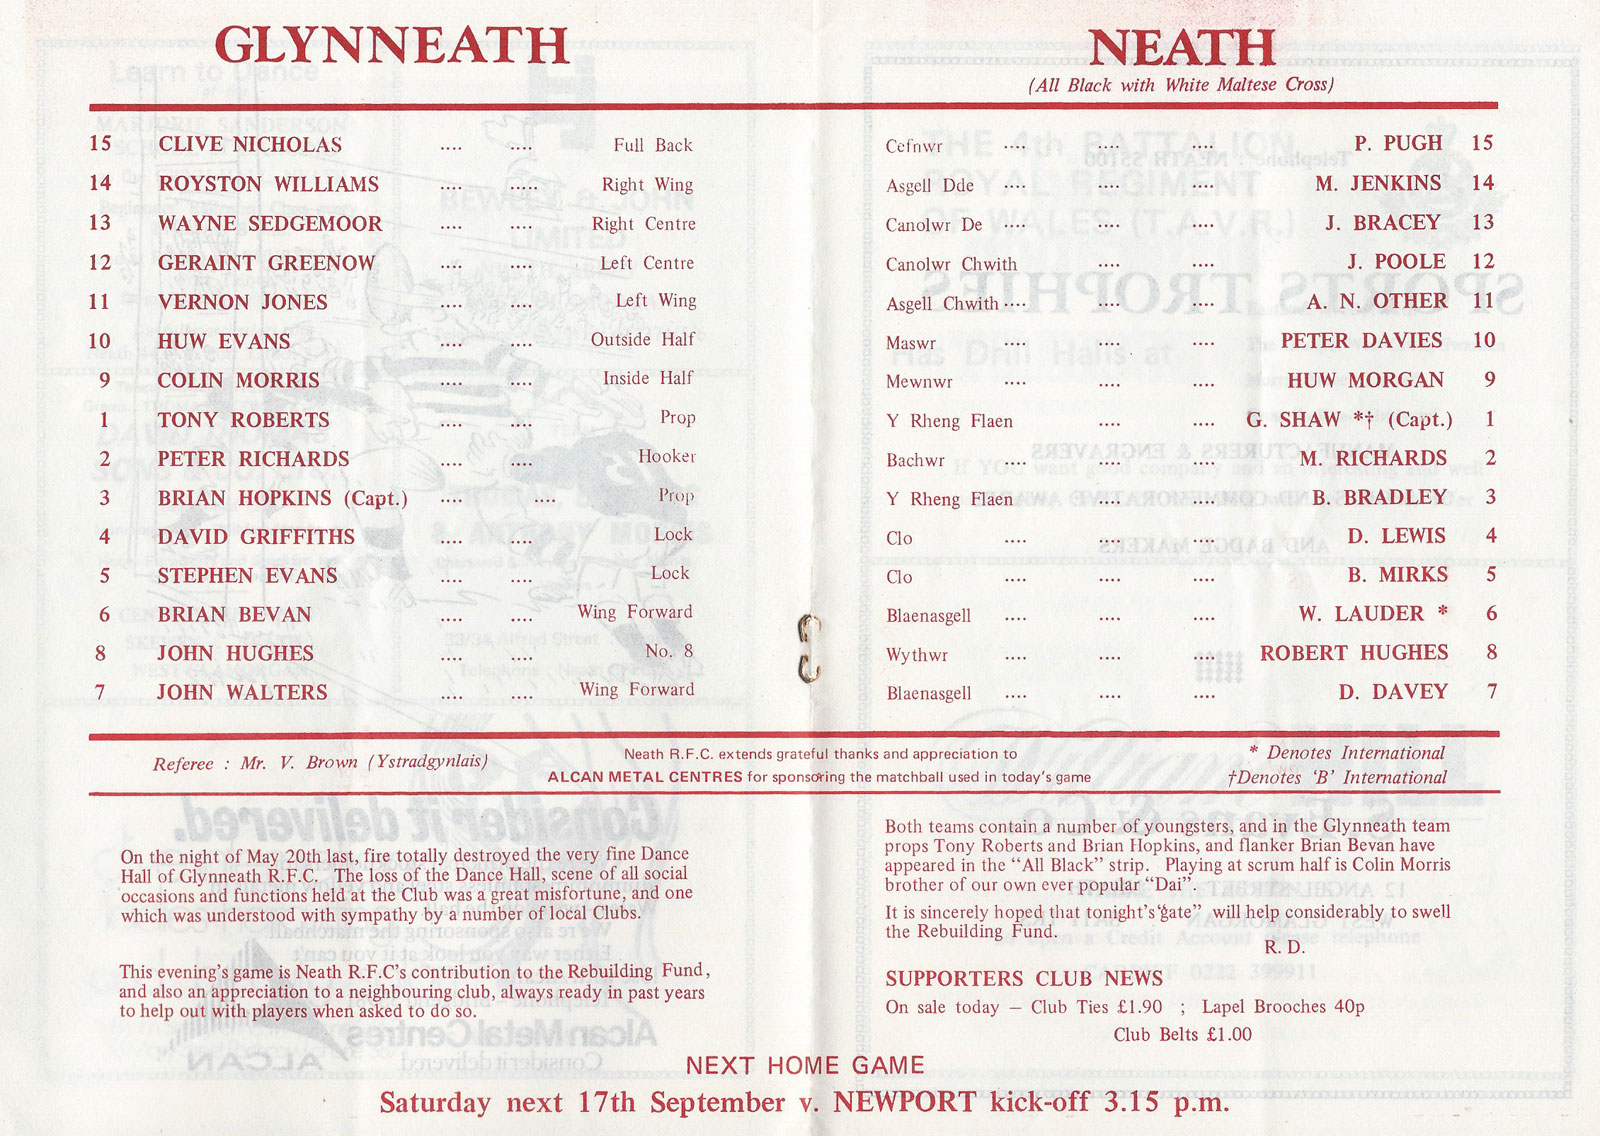 GLYNNEATH
15 CLIVE NICHOLAS .... .... Full Back
14 ROYSTON WILLIAMS .... ..... Right Wing
13 WAYNE SEDGEMOOR .... .... Right Centre
12 GERAINT GREENOW .... .... Left Centre
11 VERNON JONES .... .... Left Wing
10 HUW EVANS .... .... Outside Half
9 COLIN MORRIS .... .... Inside Half
1 TONY ROBERTS .... .... Prop
2 PETER RICHARDS .... .... Hooker
3 BRIAN HOPKINS (Capt.) .... .... Prop
4 DAVID GRIFFITHS .... .... Lock
5 STEPHEN EVANS .... .... Lock
6 BRIAN BEVAN .... .... Wing Forward
8 JOHN HUGHES .... .... No. 8
7 JOHN WALTERS .... .... Wing Forward
NEATH
(All Black with White Maltese Cross)
Cefnwr .... .... .... P. PUGH 15
Asgell Dde .... .... .... M. JENKINS 14
Canolwr De .... .... .... J. BRACEY 13
Canolwr Chwith .... .... J. POOLE 12
Asgell Chwith .... .... .... A. N. OTHER 11
Maswr .... .... .... PETER DAVIES 10
Mewnwr .... .... .... HUW MORGAN 9
Y Rheng Flaen .... .... G. SHAW *† (Capt.) 1
Bachwr .... .... .... M. RICHARDS 2
Y Rheng Flaen .... .... B. BRADLEY 3
Clo .... .... .... D. LEWIS 4
Clo .... .... .... B. MIRKS 5
Blaenasgell .... .... .... W. LAUDER * 6
Wythwr .... .... .... ROBERT HUGHES 8
Blaenasgell .... .... .... D. DAVEY 7
Referee : Mr. V. Brown (Ystradgynlais)
Neath R.F.C. extends grateful thanks and appreciation to
ALCAN METAL CENTRES for sponsoring the matchball used in today's game
* Denotes International
†Denotes 'B' International
On the night of May 20th last, fire totally destroyed the very fine Dance
Hall of Glynneath R.F.C. The loss of the Dance Hall, scene of all social
occasions and functions held at the Club was a great misfortune, and one
which was understood with sympathy by a number of local Clubs.
This evening's game is Neath R.F.C's contribution to the Rebuilding Fund,
and also an appreciation to a neighbouring club, always ready in past years
to help out with players when asked to do so.
Both teams contain a number of youngsters, and in the Glynneath team
props Tony Roberts and Brian Hopkins, and flanker Brian Bevan have
appeared in the "All Black" strip. Playing at scrum half is Colin Morris
brother of our own ever popular "Dai".
It is sincerely hoped that tonight's "gate" will help considerably to swell
the Rebuilding Fund.
R. D.
SUPPORTERS CLUB NEWS
On sale today – Club Ties £1.90 ; Lapel Brooches 40p
Club Belts £1.00
NEXT HOME GAME
Saturday next 17th September v. NEWPORT kick-off 3.15 p.m.